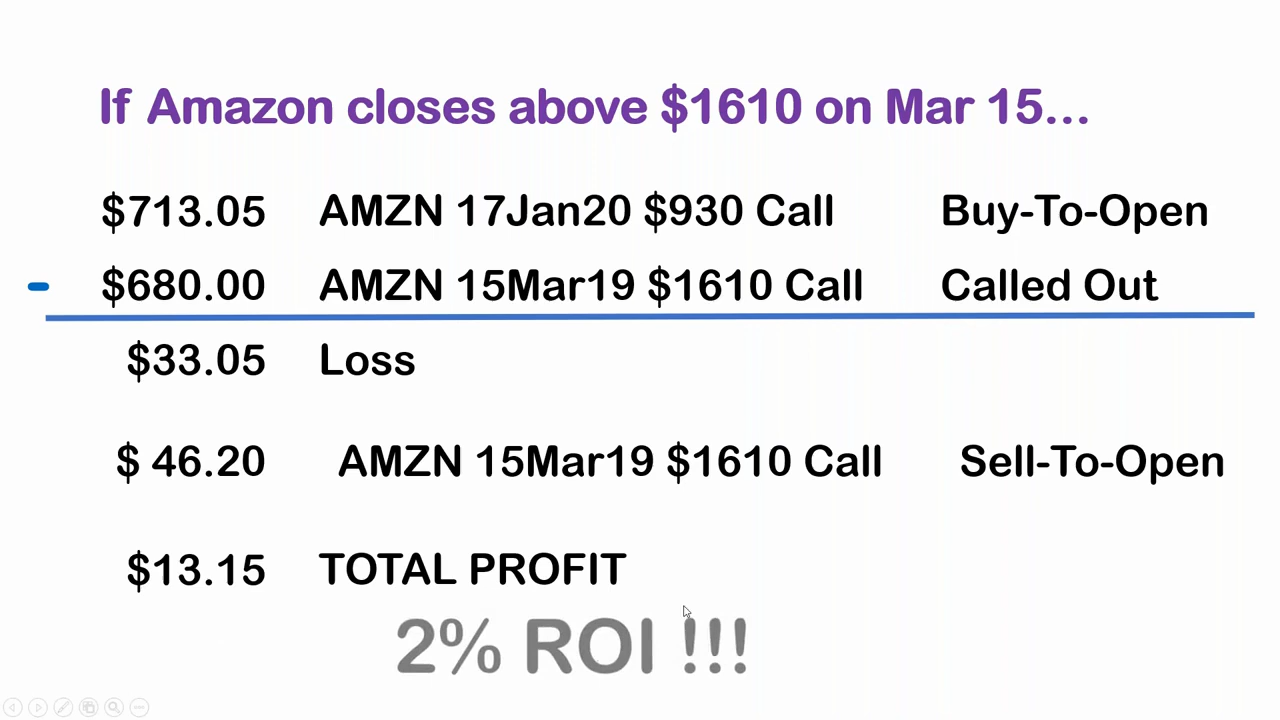 If Amazon closes above $1610 on Mar 15...
$713.05 AMZN 17Jan20 $930 Call Buy-To-Open
- $680.00 AMZN 15Mar19 $1610 Call Called Out
$33.05 Loss
$ 46.20 AMZN 15Mar19 $1610 Call Sell-To-Open
$13.15 TOTAL PROFIT
2% ROI !!!